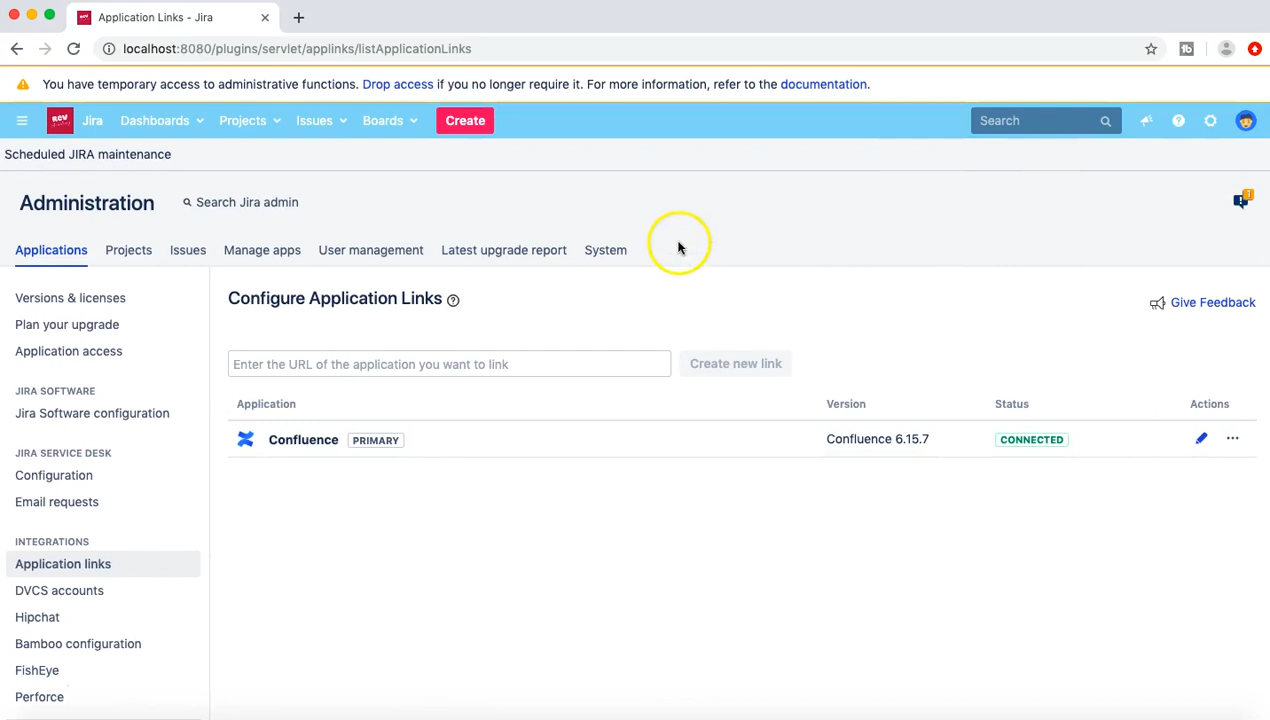 Application Links - Jira
localhost:8080/plugins/servlet/applinks/listApplicationLinks
You have temporary access to administrative functions. Drop access if you no longer require it. For more information, refer to the documentation.
Jira Dashboards Projects Issues Boards Create Search
Scheduled JIRA maintenance
Administration Search Jira admin
Applications Projects Issues Manage apps User management Latest upgrade report System
Versions & licenses
Plan your upgrade
Application access
JIRA SOFTWARE
Jira Software configuration
JIRA SERVICE DESK
Configuration
Email requests
INTEGRATIONS
Application links
DVCS accounts
Hipchat
Bamboo configuration
FishEye
Perforce
Configure Application Links
Give Feedback
Enter the URL of the application you want to link Create new link
Application Version Status Actions
Confluence PRIMARY Confluence 6.15.7 CONNECTED